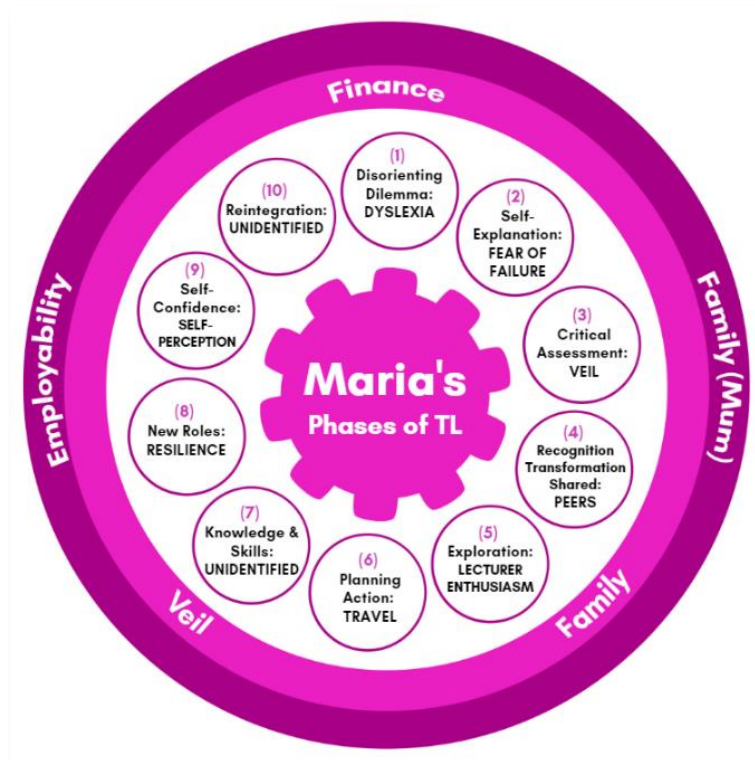 Finance
Employability
Family (Mum)
Veil
Family
Maria's
Phases of TL
(1)
Disorienting
Dilemma:
DYSLEXIA
(2)
Self-
Explanation:
FEAR OF
FAILURE
(3)
Critical
Assessment:
VEIL
(4)
Recognition
Transformation
Shared:
PEERS
(5)
Exploration:
LECTURER
ENTHUSIASM
(6)
Planning
Action:
TRAVEL
(7)
Knowledge &
Skills:
UNIDENTIFIED
(8)
New Roles:
RESILIENCE
(9)
Self-
Confidence:
SELF-
PERCEPTION
(10)
Reintegration:
UNIDENTIFIED